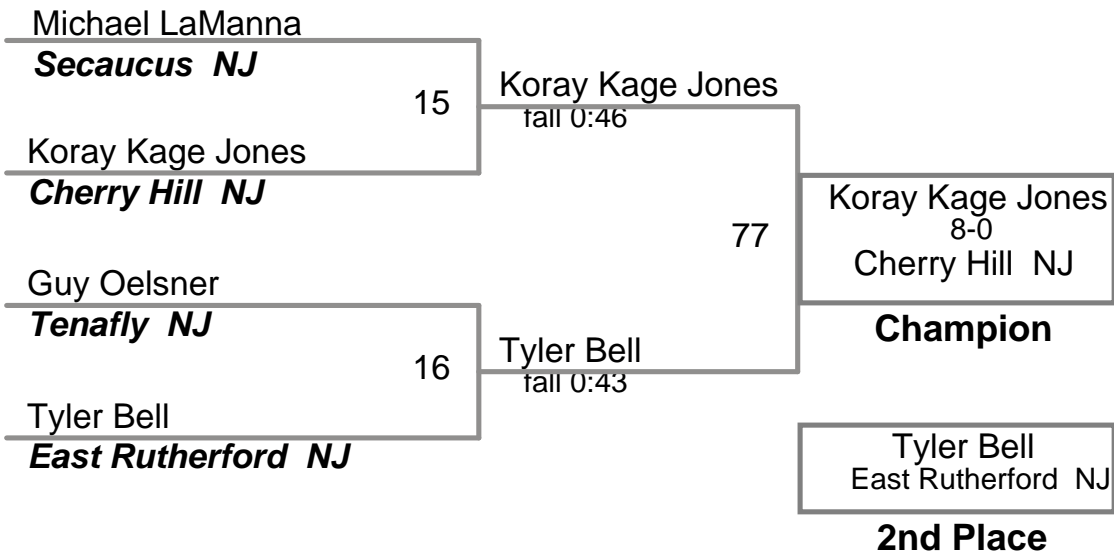 Michael LaManna
Secaucus NJ
15
Koray Kage Jones
Cherry Hill NJ
Koray Kage Jones
fall 0:46
77
Guy Oelsner
Tenafly NJ
16
Tyler Bell
East Rutherford NJ
Tyler Bell
fall 0:43
Koray Kage Jones
8-0
Cherry Hill NJ
Champion
Tyler Bell
East Rutherford NJ
2nd Place